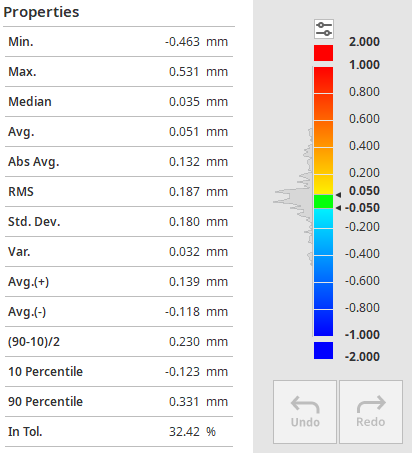 Properties
Min. -0.463 mm
Max. 0.531 mm
Median 0.035 mm
Avg. 0.051 mm
Abs Avg. 0.132 mm
RMS 0.187 mm
Std. Dev. 0.180 mm
Var. 0.032 mm
Avg.(+) 0.139 mm
Avg.(-) -0.118 mm
(90-10)/2 0.230 mm
10 Percentile -0.123 mm
90 Percentile 0.331 mm
In Tol. 32.42 %
2.000
1.000
0.800
0.600
0.400
0.200
0.050
-0.050
-0.200
-0.400
-0.600
-0.800
-1.000
-2.000
Undo Redo